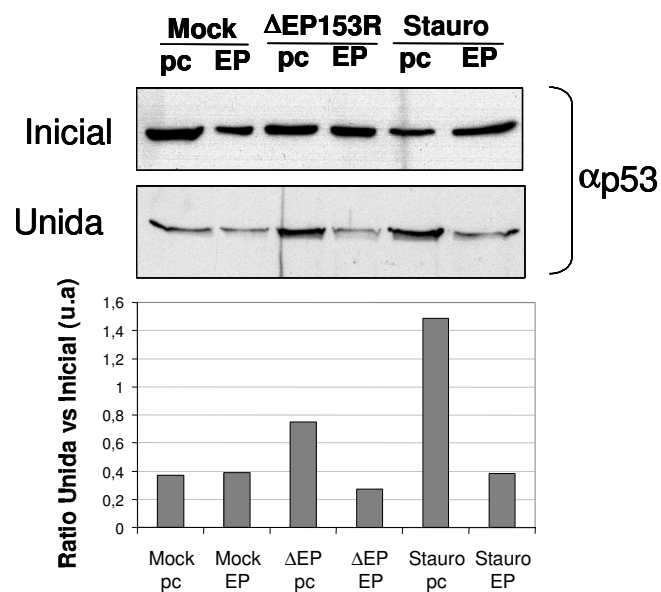 Mock ΔEP153R Stauro
pc EP pc EP pc EP
Inicial
Unida
αp53
Ratio Unida vs Inicial (u.a)
1,6
1,4
1,2
1
0,8
0,6
0,4
0,2
0
Mock Mock ΔEP ΔEP Stauro Stauro
pc EP pc EP pc EP